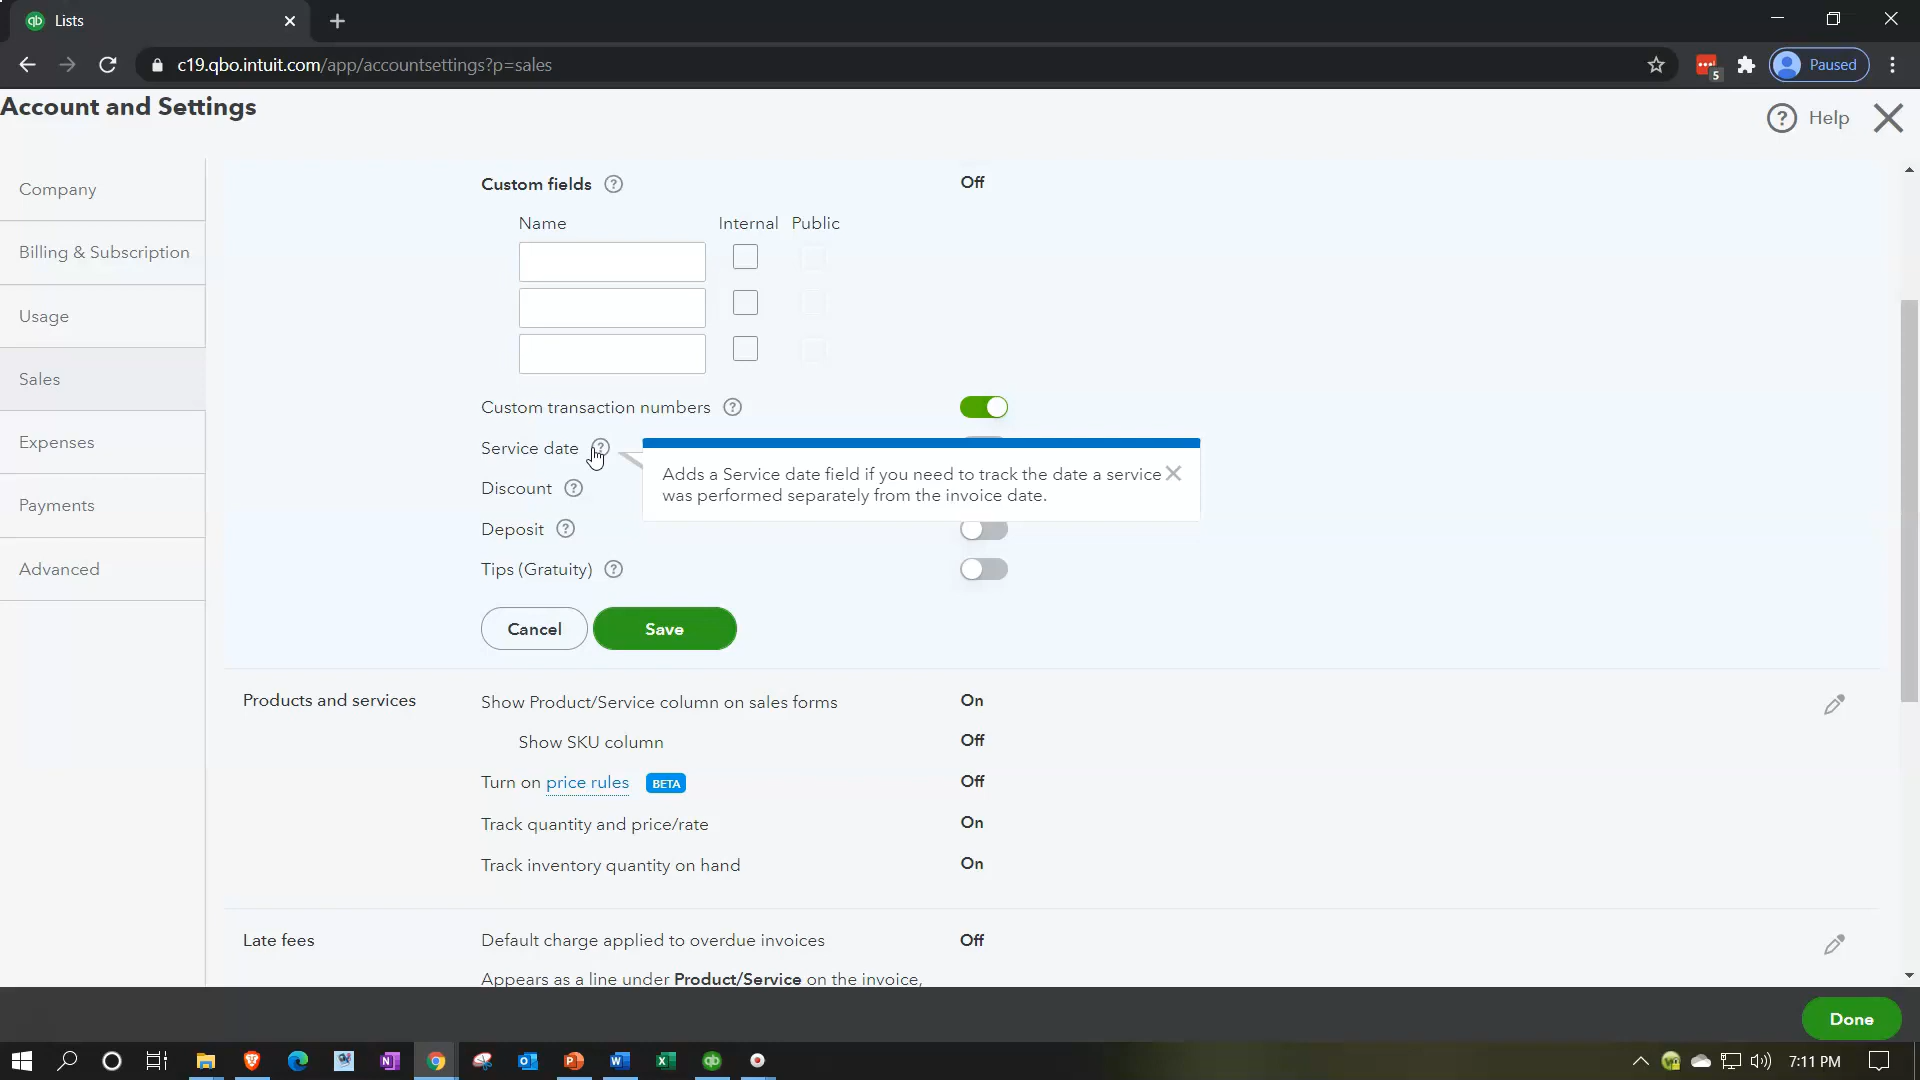 Lists
c19.qbo.intuit.com/app/accountsettings?p=sales
5
Paused
Account and Settings
? Help
Company
Billing & Subscription
Usage
Sales
Expenses
Payments
Advanced
Custom fields ? Off
Name Internal Public
Custom transaction numbers ?
Service date ?
Adds a Service date field if you need to track the date a service
was performed separately from the invoice date.
Discount ?
Deposit ?
Tips (Gratuity) ?
Cancel Save
Products and services Show Product/Service column on sales forms On
Show SKU column Off
Turn on price rules BETA Off
Track quantity and price/rate On
Track inventory quantity on hand On
Late fees Default charge applied to overdue invoices Off
Appears as a line under Product/Service on the invoice,
Done
7:11 PM